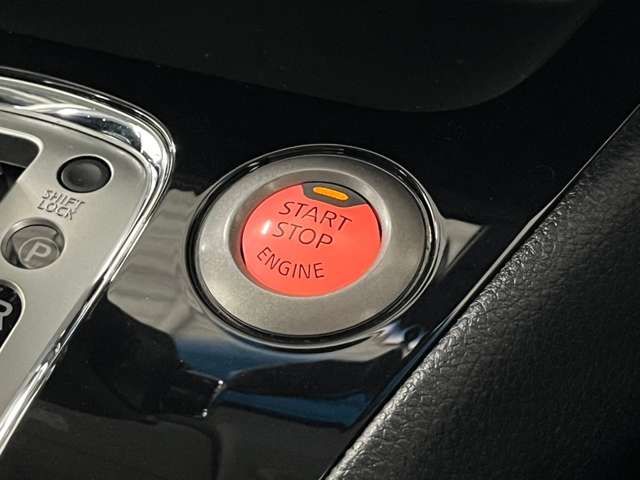 SHIFT
LOCK
P
R
START
STOP
ENGINE